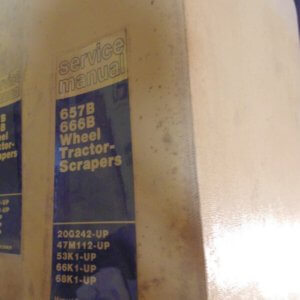 service
manual
657B
666B
Wheel
Tractor-
Scrapers
20G242-UP
47M112-UP
53K1-UP
66K1-UP
68K1-UP